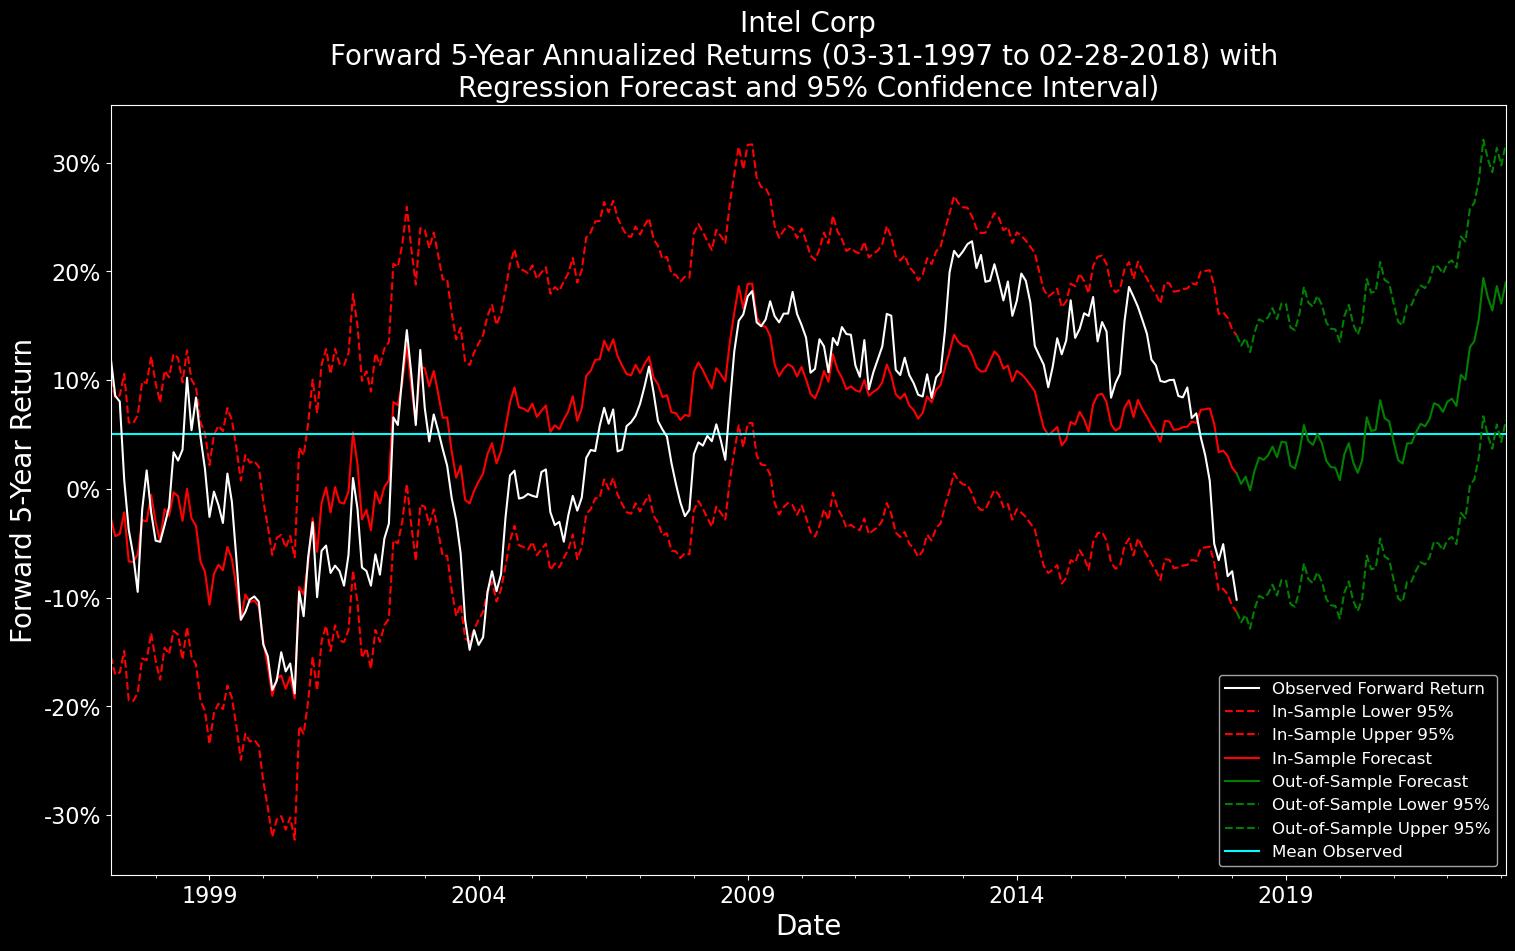 Intel Corp
Forward 5-Year Annualized Returns (03-31-1997 to 02-28-2018) with
Regression Forecast and 95% Confidence Interval)
Forward 5-Year Return
30%
20%
10%
0%
-10%
-20%
-30%
1999
2004
2009
2014
2019
Date
Observed Forward Return
In-Sample Lower 95%
In-Sample Upper 95%
In-Sample Forecast
Out-of-Sample Forecast
Out-of-Sample Lower 95%
Out-of-Sample Upper 95%
Mean Observed